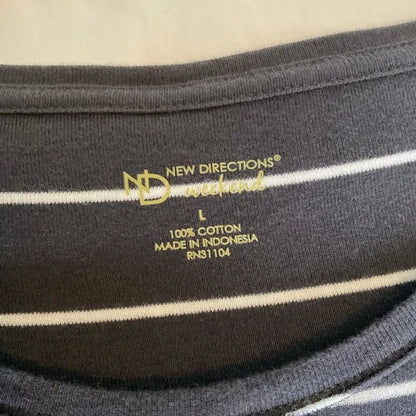 ND NEW DIRECTIONS®
weekend
L
100% COTTON
MADE IN INDONESIA
RN31104